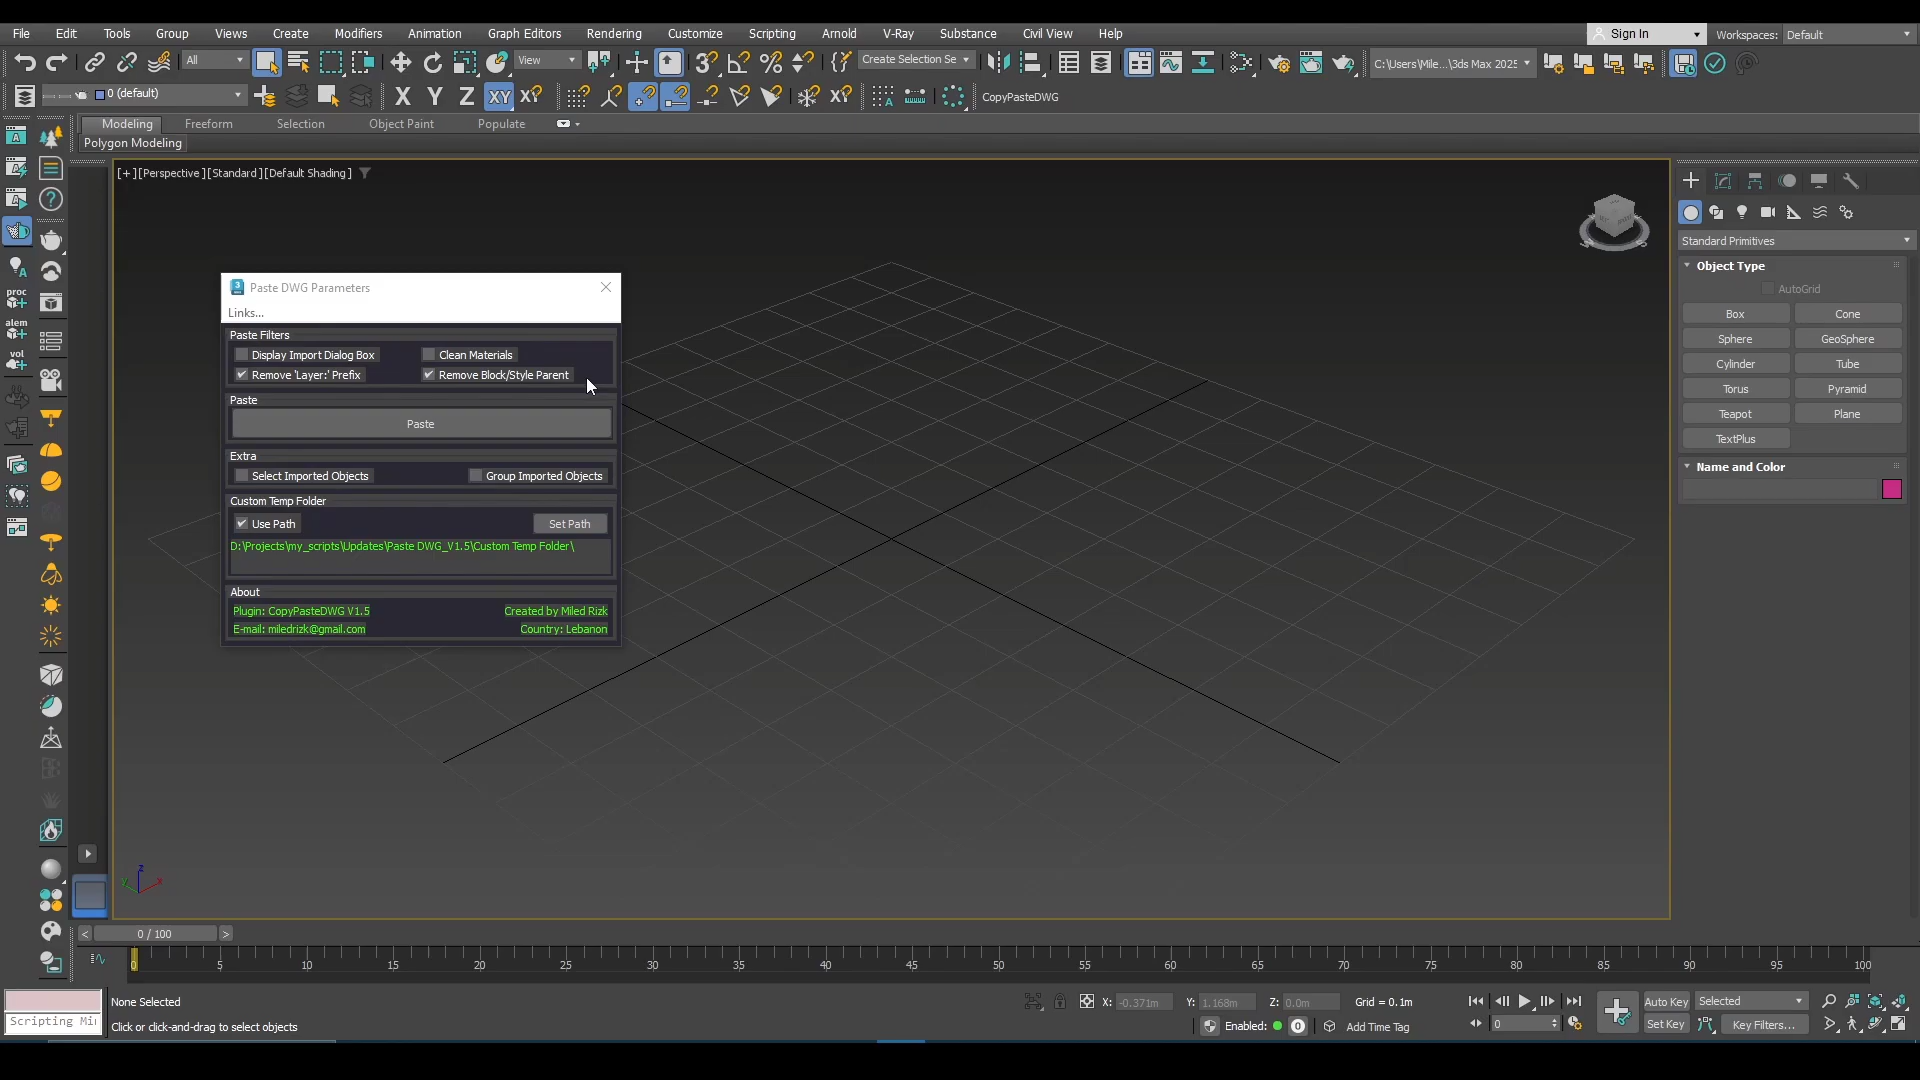 File Edit Tools Group Views Create Modifiers Animation Graph Editors Rendering Customize Scripting Arnold V-Ray Substance Civil View Help Sign In Workspaces: Default
All View Create Selection Se C:\Users\Mile...\3ds Max 2025
0 (default) X Y Z XY XY CopyPasteDWG
Modeling Freeform Selection Object Paint Populate
Polygon Modeling
[+][Perspective][Standard][Default Shading]
Standard Primitives
Object Type
AutoGrid
Box Cone
Sphere GeoSphere
Cylinder Tube
Torus Pyramid
Teapot Plane
TextPlus
Name and Color
proc
alem
vol
Paste DWG Parameters
Links...
Paste Filters
Display Import Dialog Box Clean Materials
Remove 'Layer:' Prefix Remove Block/Style Parent
Paste
Paste
Extra
Select Imported Objects Group Imported Objects
Custom Temp Folder
Use Path Set Path
D:\Projects\my_scripts\Updates\Paste DWG_V1.5\Custom Temp Folder\
About
Plugin: CopyPasteDWG V1.5 Created by Miled Rizk
E-mail: miledrizk@gmail.com Country: Lebanon
z
y x
< 0 / 100 >
0 5 10 15 20 25 30 35 40 45 50 55 60 65 70 75 80 85 90 95 100
None Selected X: -0.371m Y: 1.168m Z: 0.0m Grid = 0.1m Auto Key Selected
Scripting Mi Click or click-and-drag to select objects Enabled: 0 Add Time Tag 0 Set Key Key Filters...